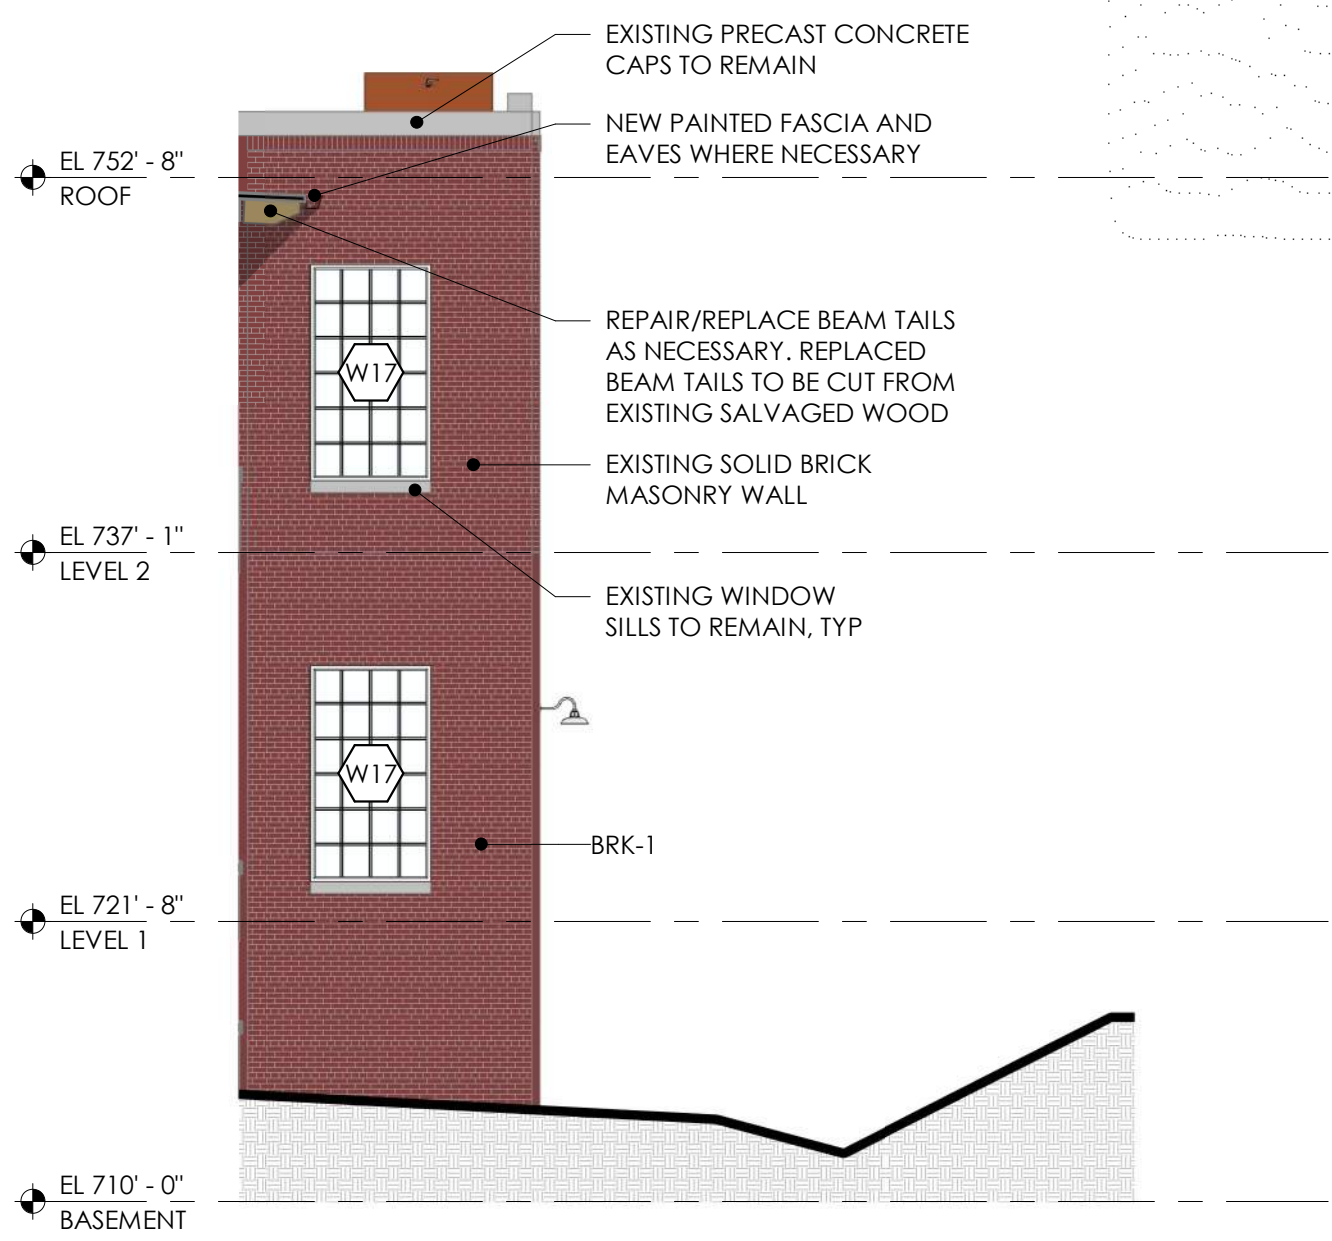 EXISTING PRECAST CONCRETE
CAPS TO REMAIN
NEW PAINTED FASCIA AND
EAVES WHERE NECESSARY
EL 752' - 8"
ROOF
REPAIR/REPLACE BEAM TAILS
AS NECESSARY. REPLACED
BEAM TAILS TO BE CUT FROM
EXISTING SALVAGED WOOD
W17
EXISTING SOLID BRICK
MASONRY WALL
EL 737' - 1"
LEVEL 2
EXISTING WINDOW
SILLS TO REMAIN, TYP
W17
BRK-1
EL 721' - 8"
LEVEL 1
EL 710' - 0"
BASEMENT